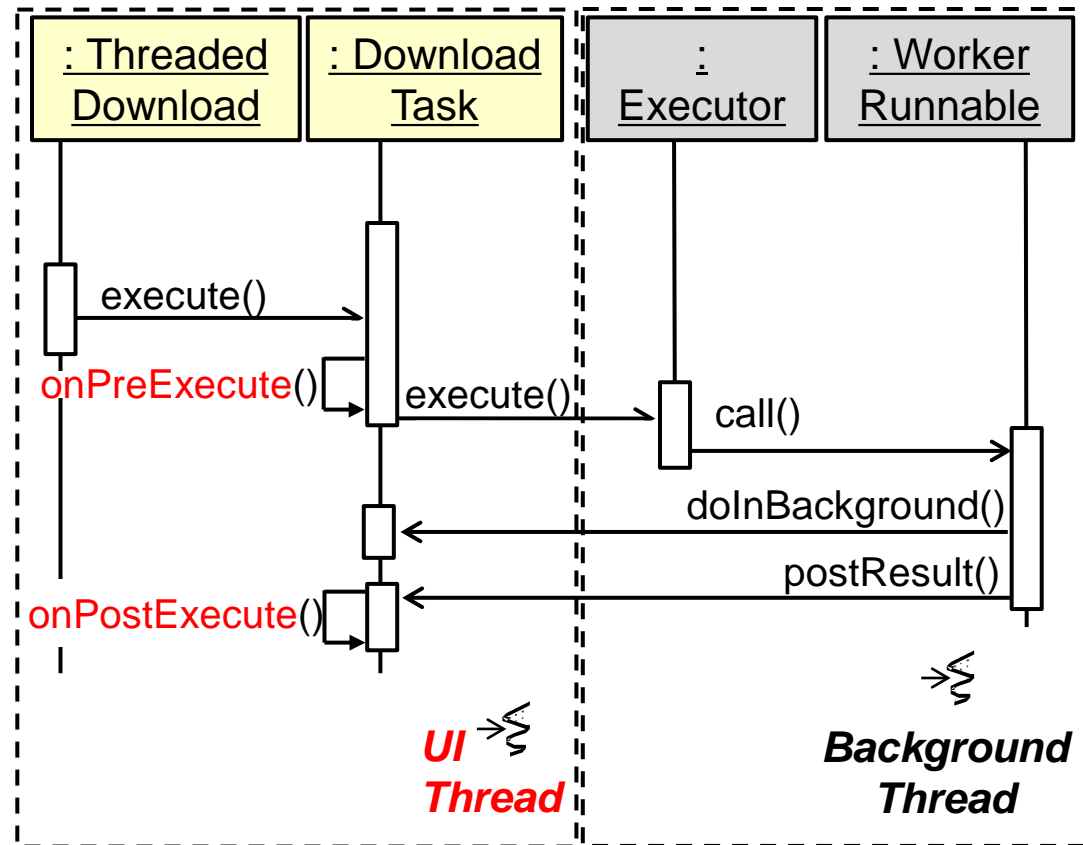 : Threaded
Download
: Download
Task
:
Executor
: Worker
Runnable
execute()
onPreExecute()
execute()
call()
doInBackground()
postResult()
onPostExecute()
UI
Thread
Background
Thread